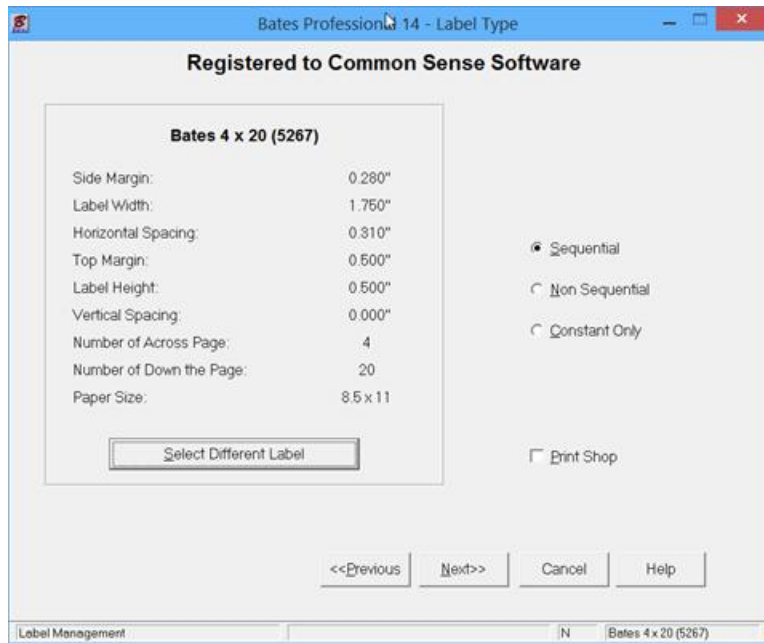 Bates Professional 14 - Label Type
Registered to Common Sense Software
Bates 4 x 20 (5267)
Side Margin: 0.280"
Label Width: 1.750"
Horizontal Spacing: 0.310"
Top Margin: 0.500"
Label Height: 0.500"
Vertical Spacing: 0.000"
Number of Across Page: 4
Number of Down the Page: 20
Paper Size: 8.5 x 11
Select Different Label
Sequential
Non Sequential
Constant Only
Print Shop
<<Previous Next>> Cancel Help
Label Management N Bates 4 x 20 (5267)